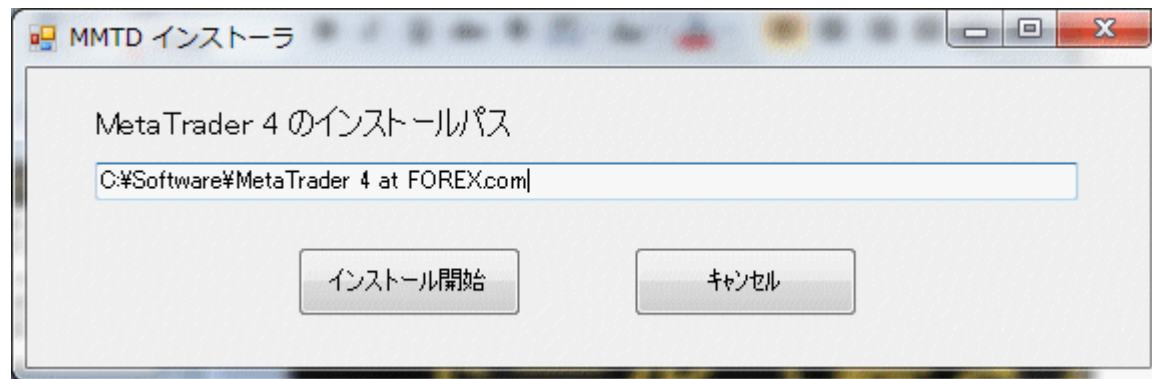 MMTD インストーラ
MetaTrader 4 のインストールパス
C:¥Software¥MetaTrader 4 at FOREX.com
インストール開始
キャンセル